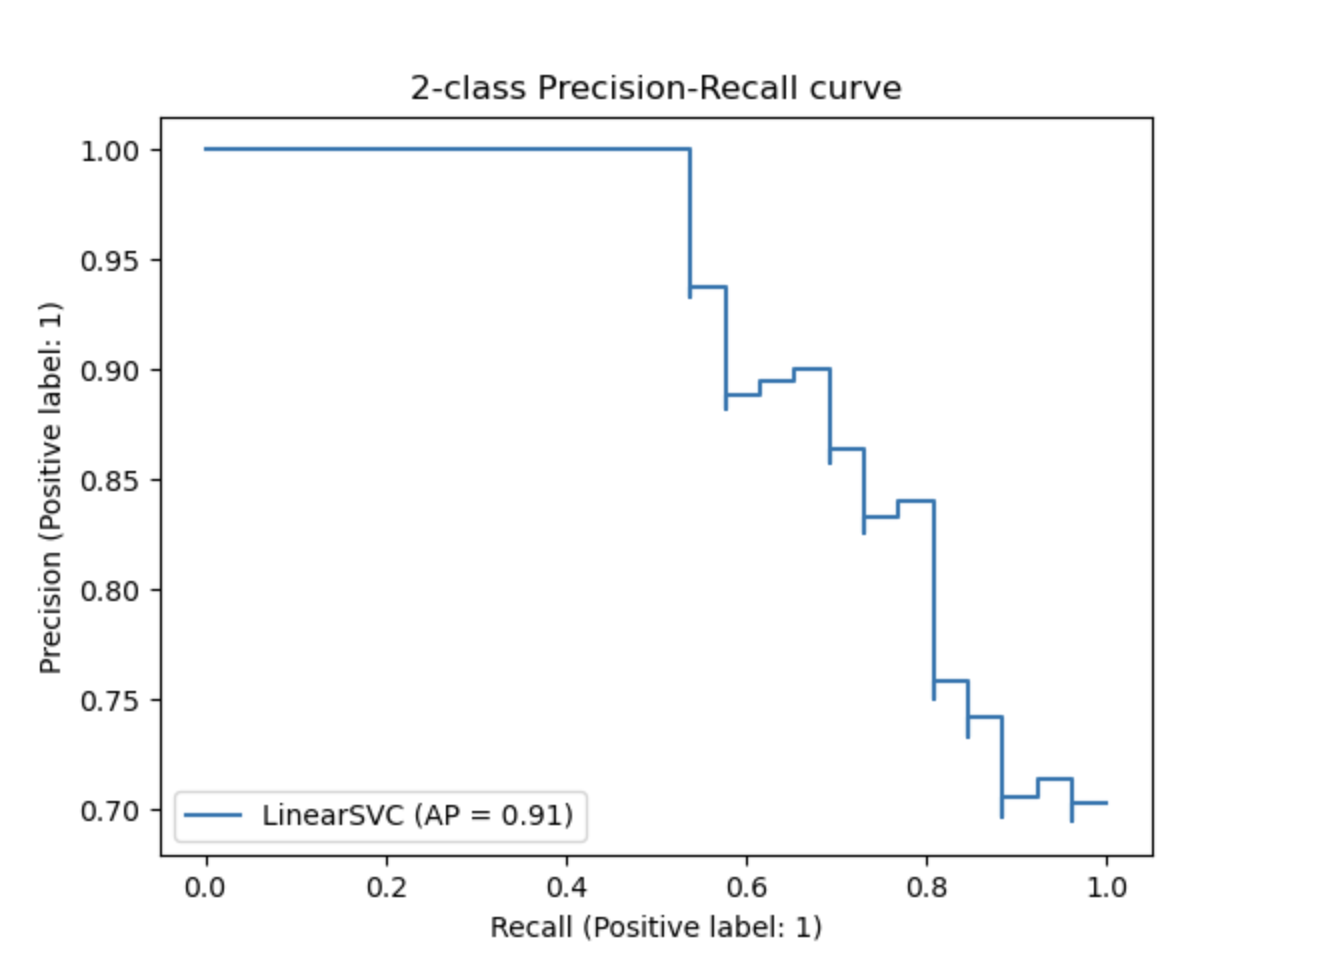 2-class Precision-Recall curve
1.00
0.95
0.90
0.85
0.80
0.75
0.70
Precision (Positive label: 1)
LinearSVC (AP = 0.91)
0.0 0.2 0.4 0.6 0.8 1.0
Recall (Positive label: 1)